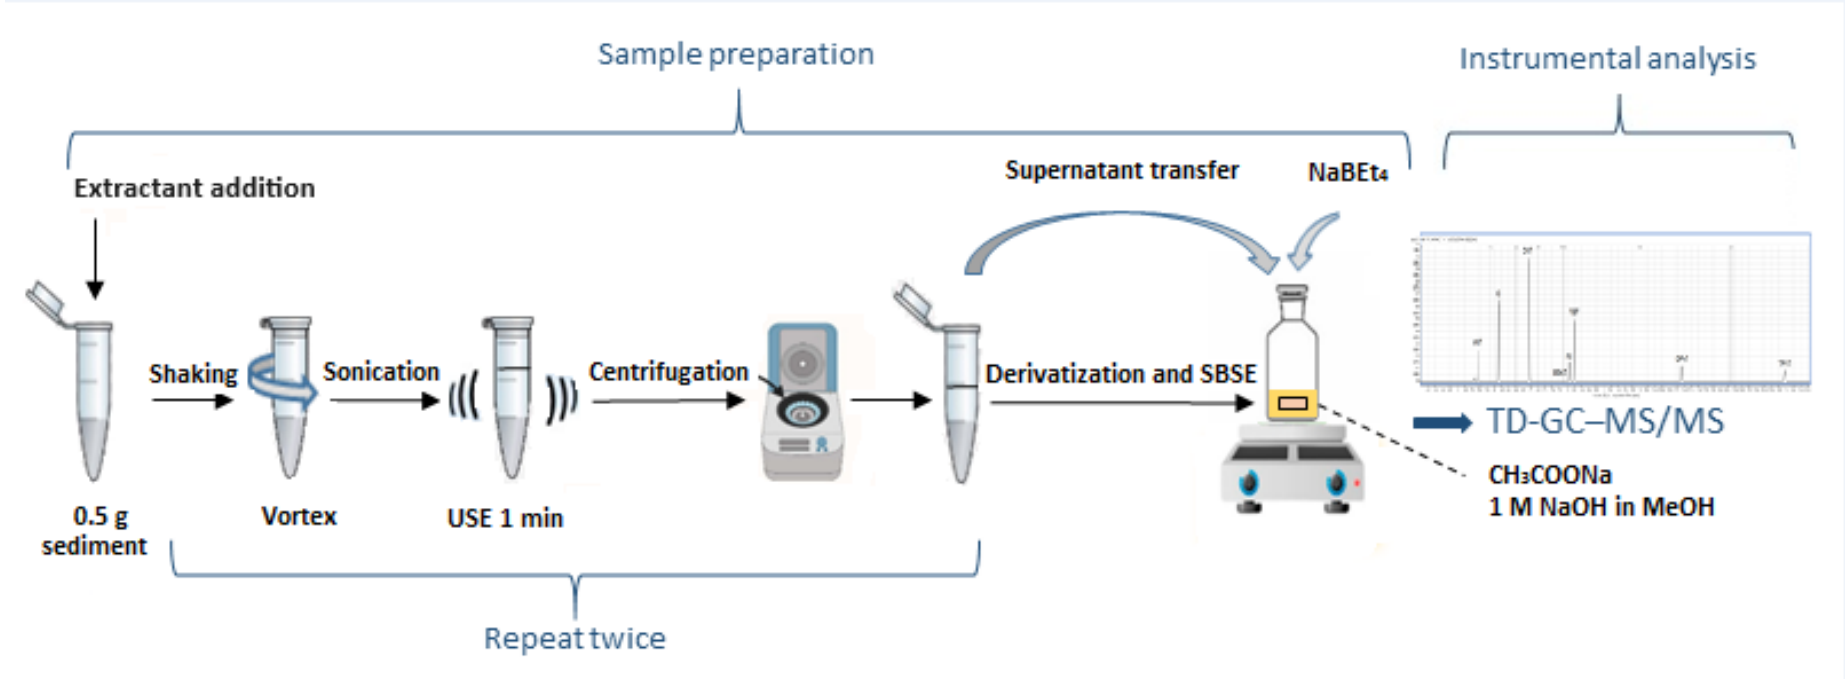 Sample preparation
Instrumental analysis
Extractant addition
Supernatant transfer
NaBEt₄
Shaking
Sonication
Centrifugation
Derivatization and SBSE
TD-GC–MS/MS
CH₃COONa
1 M NaOH in MeOH
0.5 g
sediment
Vortex
USE 1 min
Repeat twice